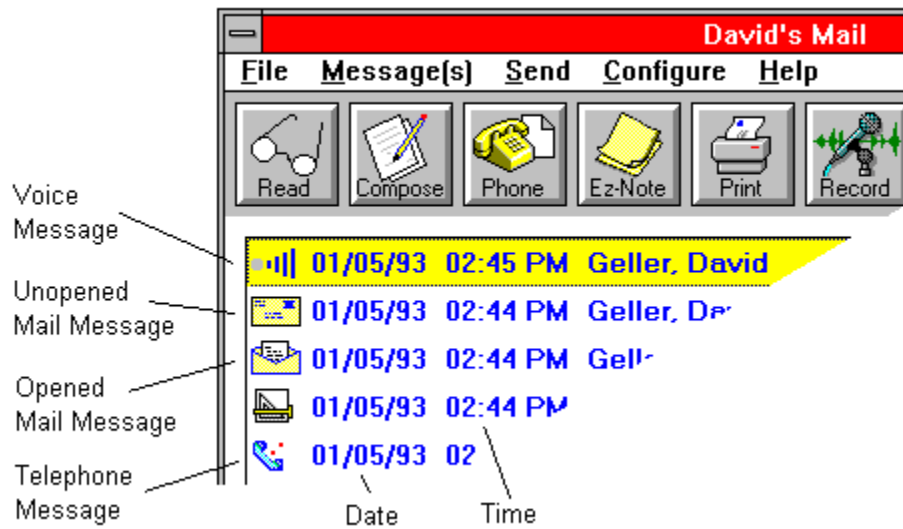 David's Mail
File Message(s) Send Configure Help
Read Compose Phone Ez-Note Print Record
Voice
Message
01/05/93 02:45 PM Geller, David
Unopened
Mail Message
01/05/93 02:44 PM Geller,
01/05/93 02:44 PM
Opened
Mail Message
01/05/93 02:44 PM
Telephone
Message
01/05/93 02
Date
Time